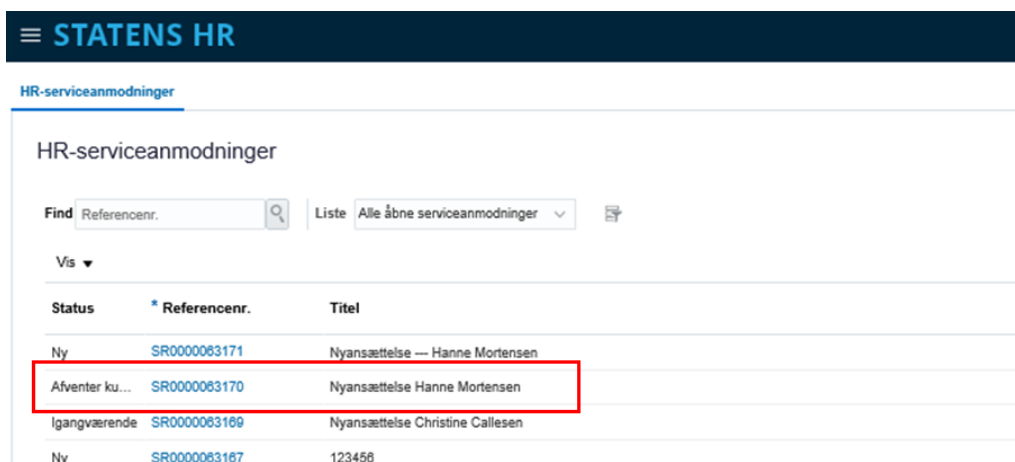 STATENS HR
HR-serviceanmodninger
HR-serviceanmodninger
Find Referencenr. Liste Alle åbne serviceanmodninger
Vis
Status * Referencenr. Titel
Ny SR0000063171 Nyansættelse --- Hanne Mortensen
Afventer ku... SR0000063170 Nyansættelse Hanne Mortensen
Igangværende SR0000063169 Nyansættelse Christine Callesen
Ny SR0000063167 123456